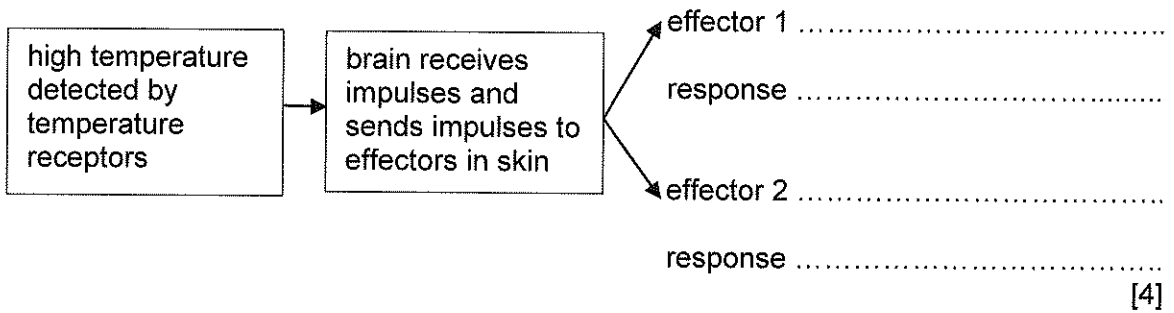 high temperature
detected by
temperature
receptors
brain receives
impulses and
sends impulses to
effectors in skin
effector 1 ........................................
response ........................................
effector 2 ........................................
response ........................................
[4]